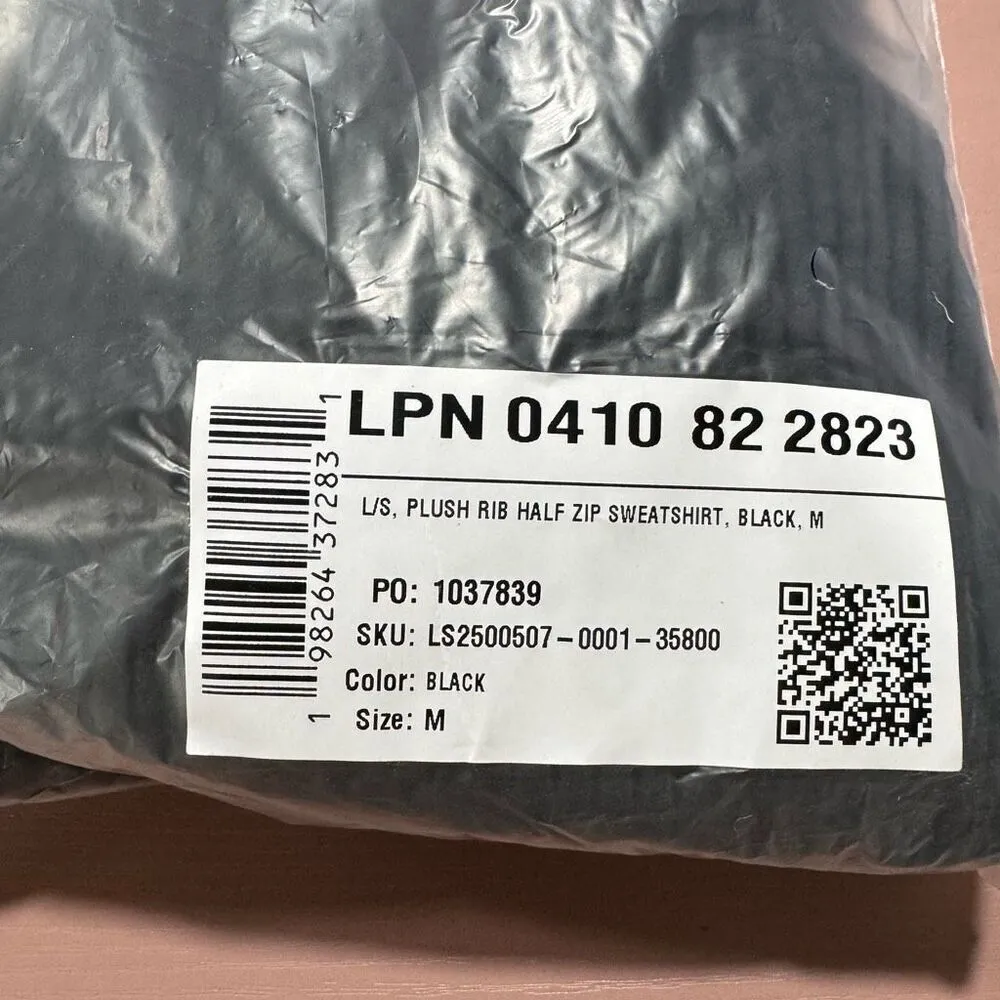 LPN 0410 82 2823
L/S, PLUSH RIB HALF ZIP SWEATSHIRT, BLACK, M
PO: 1037839
SKU: LS2500507-0001-35800
Color: BLACK
Size: M
1 98264 37283 1